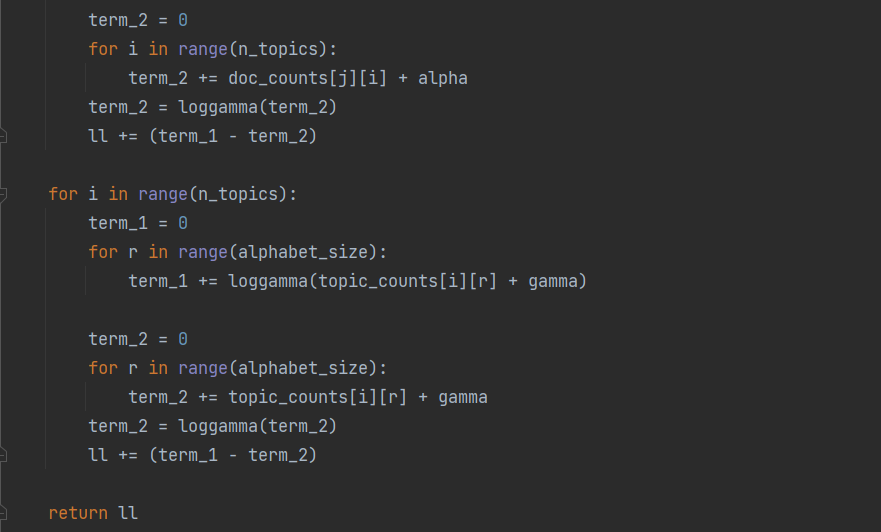 term_2 = 0
        for i in range(n_topics):
            term_2 += doc_counts[j][i] + alpha
        term_2 = loggamma(term_2)
        ll += (term_1 - term_2)

    for i in range(n_topics):
        term_1 = 0
        for r in range(alphabet_size):
            term_1 += loggamma(topic_counts[i][r] + gamma)

        term_2 = 0
        for r in range(alphabet_size):
            term_2 += topic_counts[i][r] + gamma
        term_2 = loggamma(term_2)
        ll += (term_1 - term_2)

    return ll